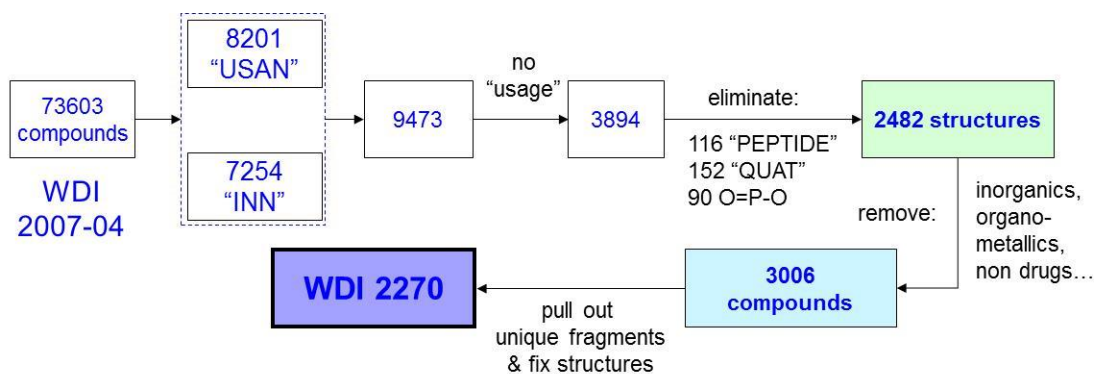 73603
compounds
WDI
2007-04
8201
“USAN”
7254
“INN”
9473
no
“usage”
3894
eliminate:
116 “PEPTIDE”
152 “QUAT”
90 O=P-O
2482 structures
remove:
inorganics,
organo-
metallics,
non drugs…
3006
compounds
pull out
unique fragments
& fix structures
WDI 2270